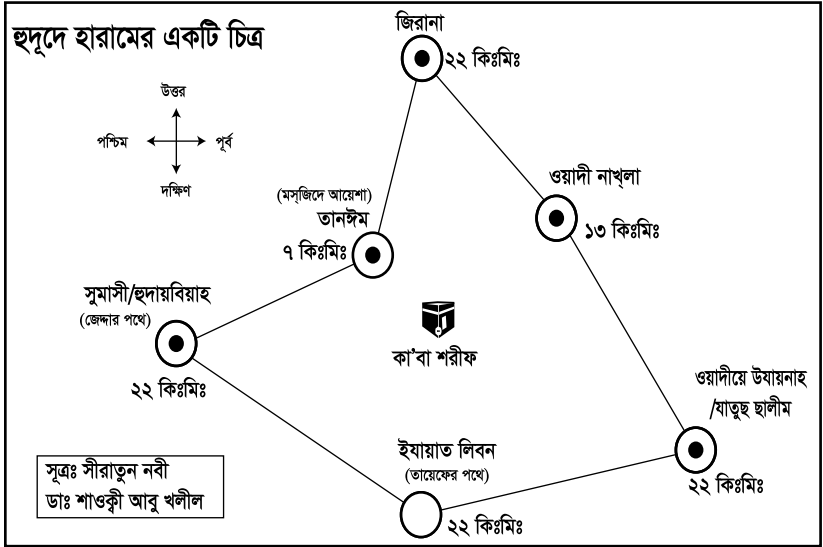 হুদূদে হারামের একটি চিত্র
জিরানা
২২ কিঃমিঃ
উত্তর
পশ্চিম
পূর্ব
দক্ষিণ
ওয়াদী নাখ্লা
১৩ কিঃমিঃ
(মস্জিদে আয়েশা)
তানঈম
৭ কিঃমিঃ
সুমাসী/হুদায়বিয়াহ
(জেদ্দার পথে)
২২ কিঃমিঃ
কা'বা শরীফ
ওয়াদীয়ে উযায়নাহ
/যাতুছ ছালীম
২২ কিঃমিঃ
ইযায়াত লিবন
(তায়েফের পথে)
২২ কিঃমিঃ
সূত্রঃ সীরাতুন নবী
ডাঃ শাওক্বী আবু খলীল